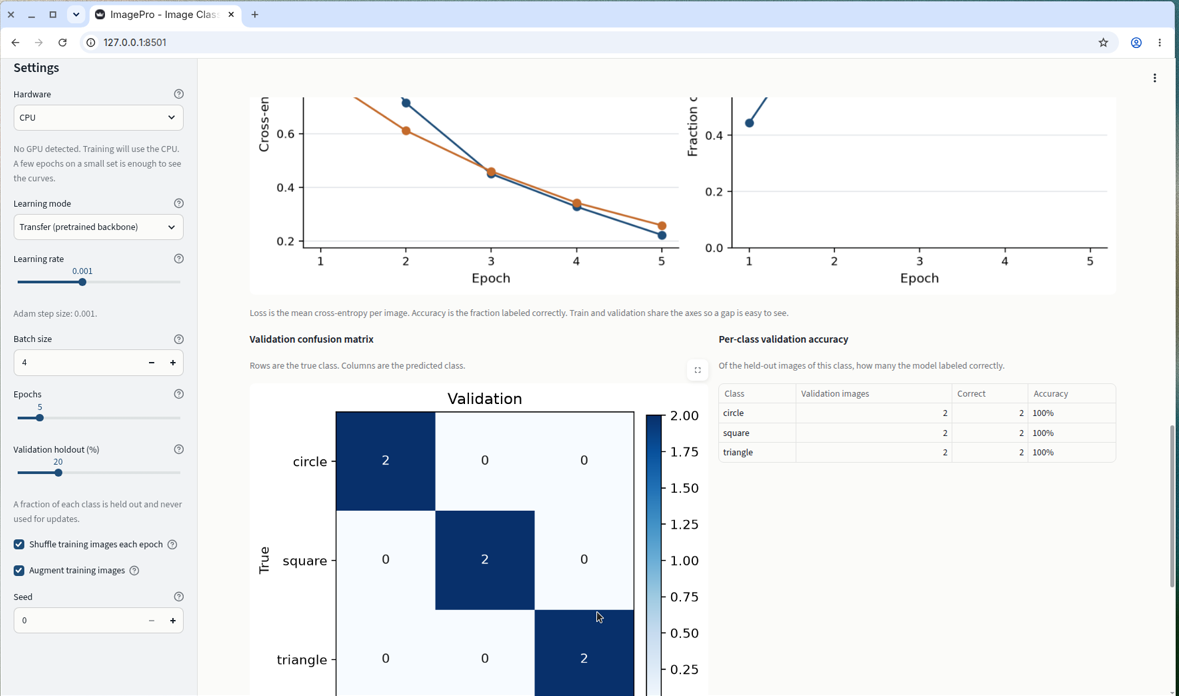 ImagePro - Image Clas
127.0.0.1:8501
Settings
Hardware
CPU
No GPU detected. Training will use the CPU.
A few epochs on a small set is enough to see
the curves.
Learning mode
Transfer (pretrained backbone)
Learning rate
0.001
Adam step size: 0.001.
Batch size
4
Epochs
5
Validation holdout (%)
20
A fraction of each class is held out and never
used for updates.
Shuffle training images each epoch
Augment training images
Seed
0
Cross-en
0.6
0.4
0.2
1 2 3 4 5
Epoch
Fraction c
0.4
0.2
0.0
1 2 3 4 5
Epoch
Loss is the mean cross-entropy per image. Accuracy is the fraction labeled correctly. Train and validation share the axes so a gap is easy to see.
Validation confusion matrix
Rows are the true class. Columns are the predicted class.
Validation
True
circle 2 0 0
square 0 2 0
triangle 0 0 2
2.00
1.75
1.50
1.25
1.00
0.75
0.50
0.25
Per-class validation accuracy
Of the held-out images of this class, how many the model labeled correctly.
Class Validation images Correct Accuracy
circle 2 2 100%
square 2 2 100%
triangle 2 2 100%